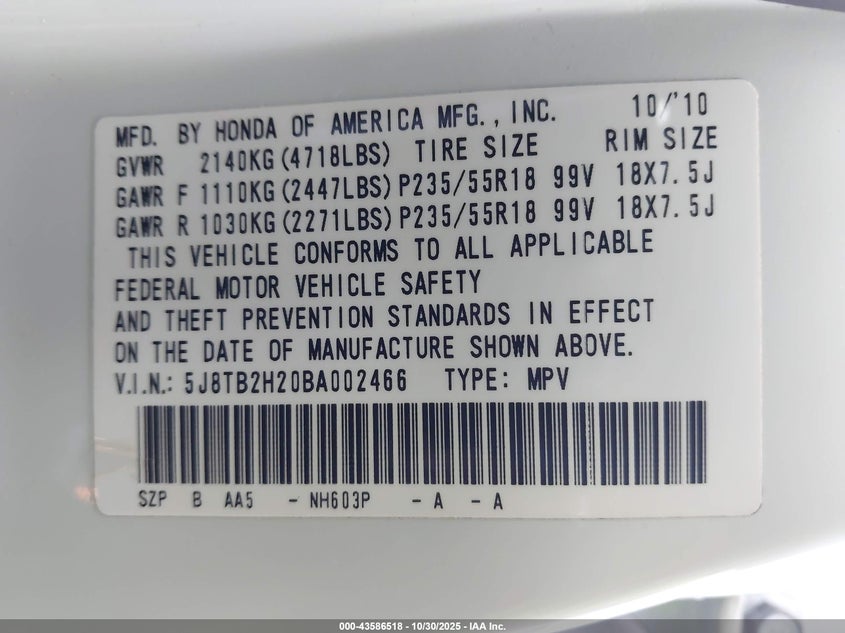 MFD. BY HONDA OF AMERICA MFG., INC. 10/'10
GVWR 2140KG(4718LBS) TIRE SIZE RIM SIZE
GAWR F 1110KG(2447LBS)P235/55R18 99V 18X7.5J
GAWR R 1030KG(2271LBS)P235/55R18 99V 18X7.5J
THIS VEHICLE CONFORMS TO ALL APPLICABLE
FEDERAL MOTOR VEHICLE SAFETY
AND THEFT PREVENTION STANDARDS IN EFFECT
ON THE DATE OF MANUFACTURE SHOWN ABOVE.
V.I.N.: 5J8TB2H20BA002466 TYPE: MPV
SZP B AA5 - NH603P - A - A
000-43586518 - 10/30/2025 - IAA Inc.